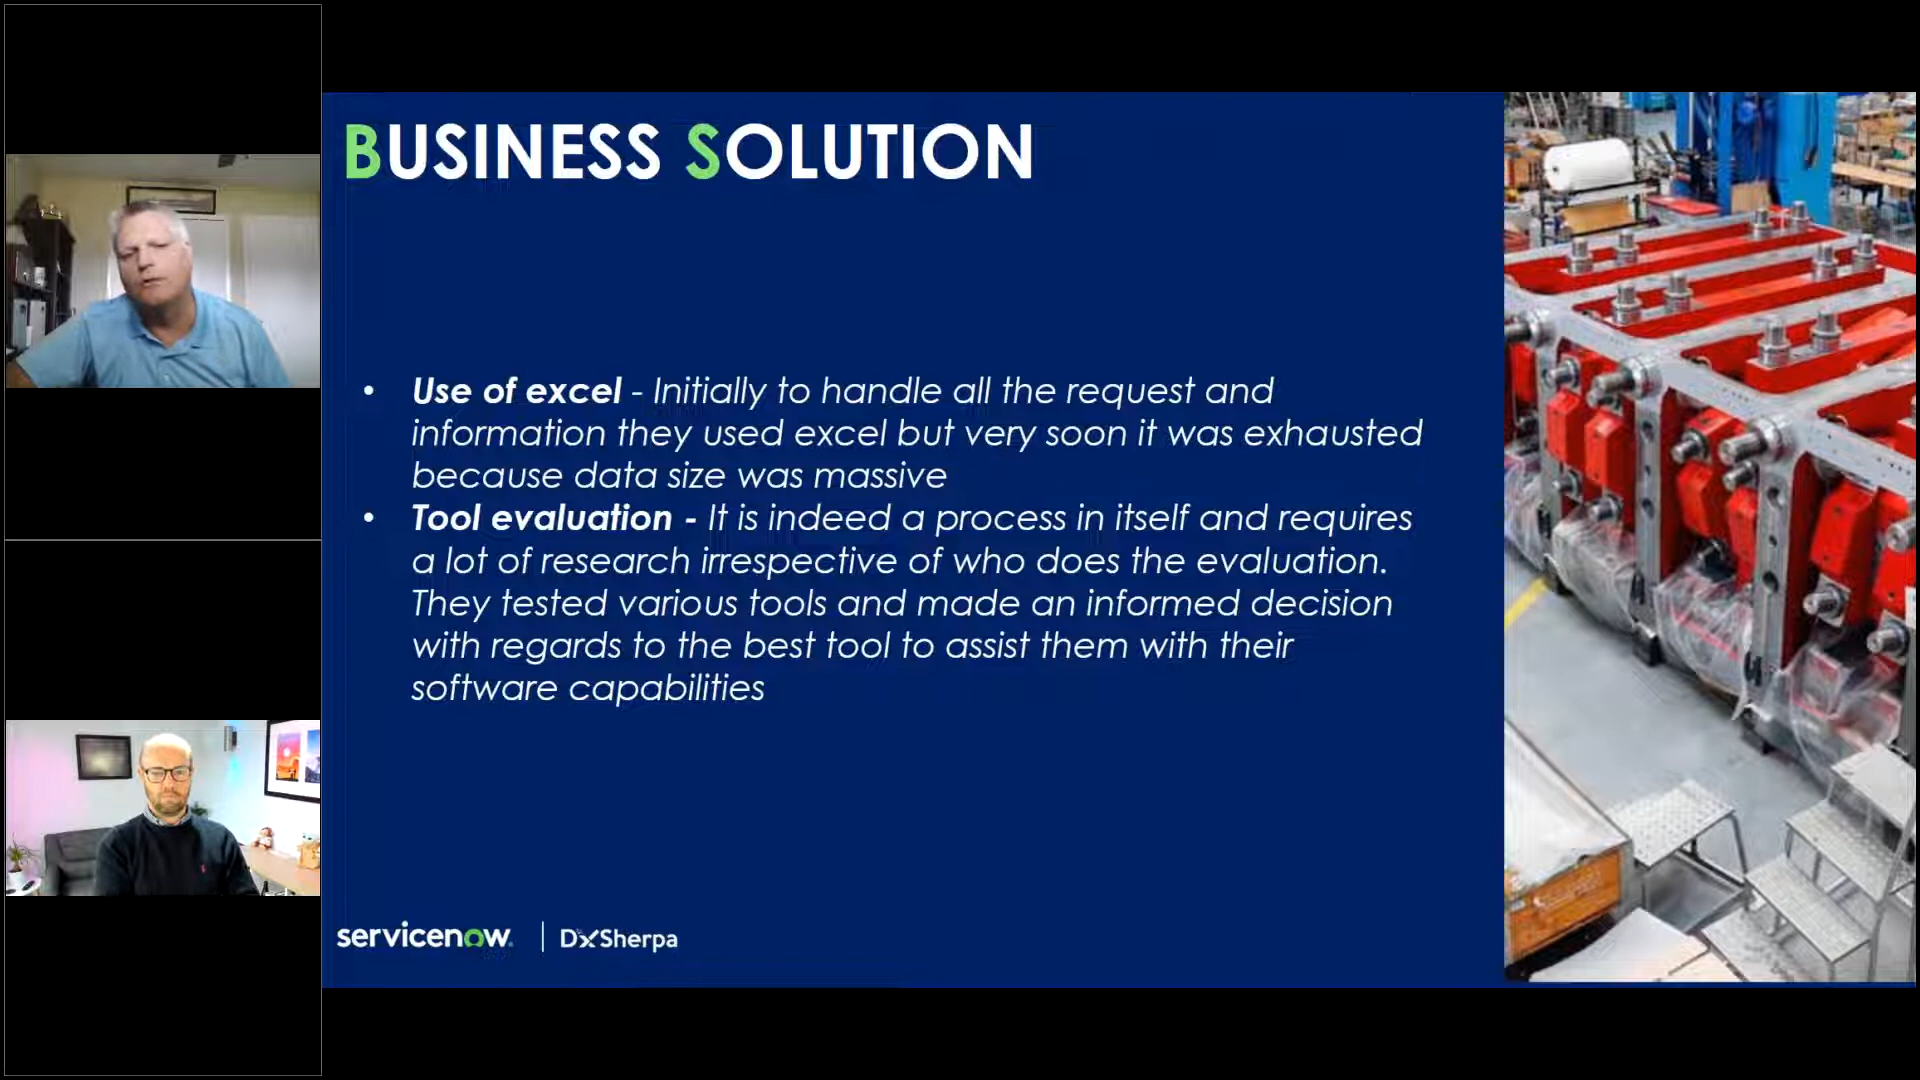 BUSINESS SOLUTION
• Use of excel - Initially to handle all the request and
information they used excel but very soon it was exhausted
because data size was massive
• Tool evaluation - It is indeed a process in itself and requires
a lot of research irrespective of who does the evaluation.
They tested various tools and made an informed decision
with regards to the best tool to assist them with their
software capabilities
servicenow. | DxSherpa